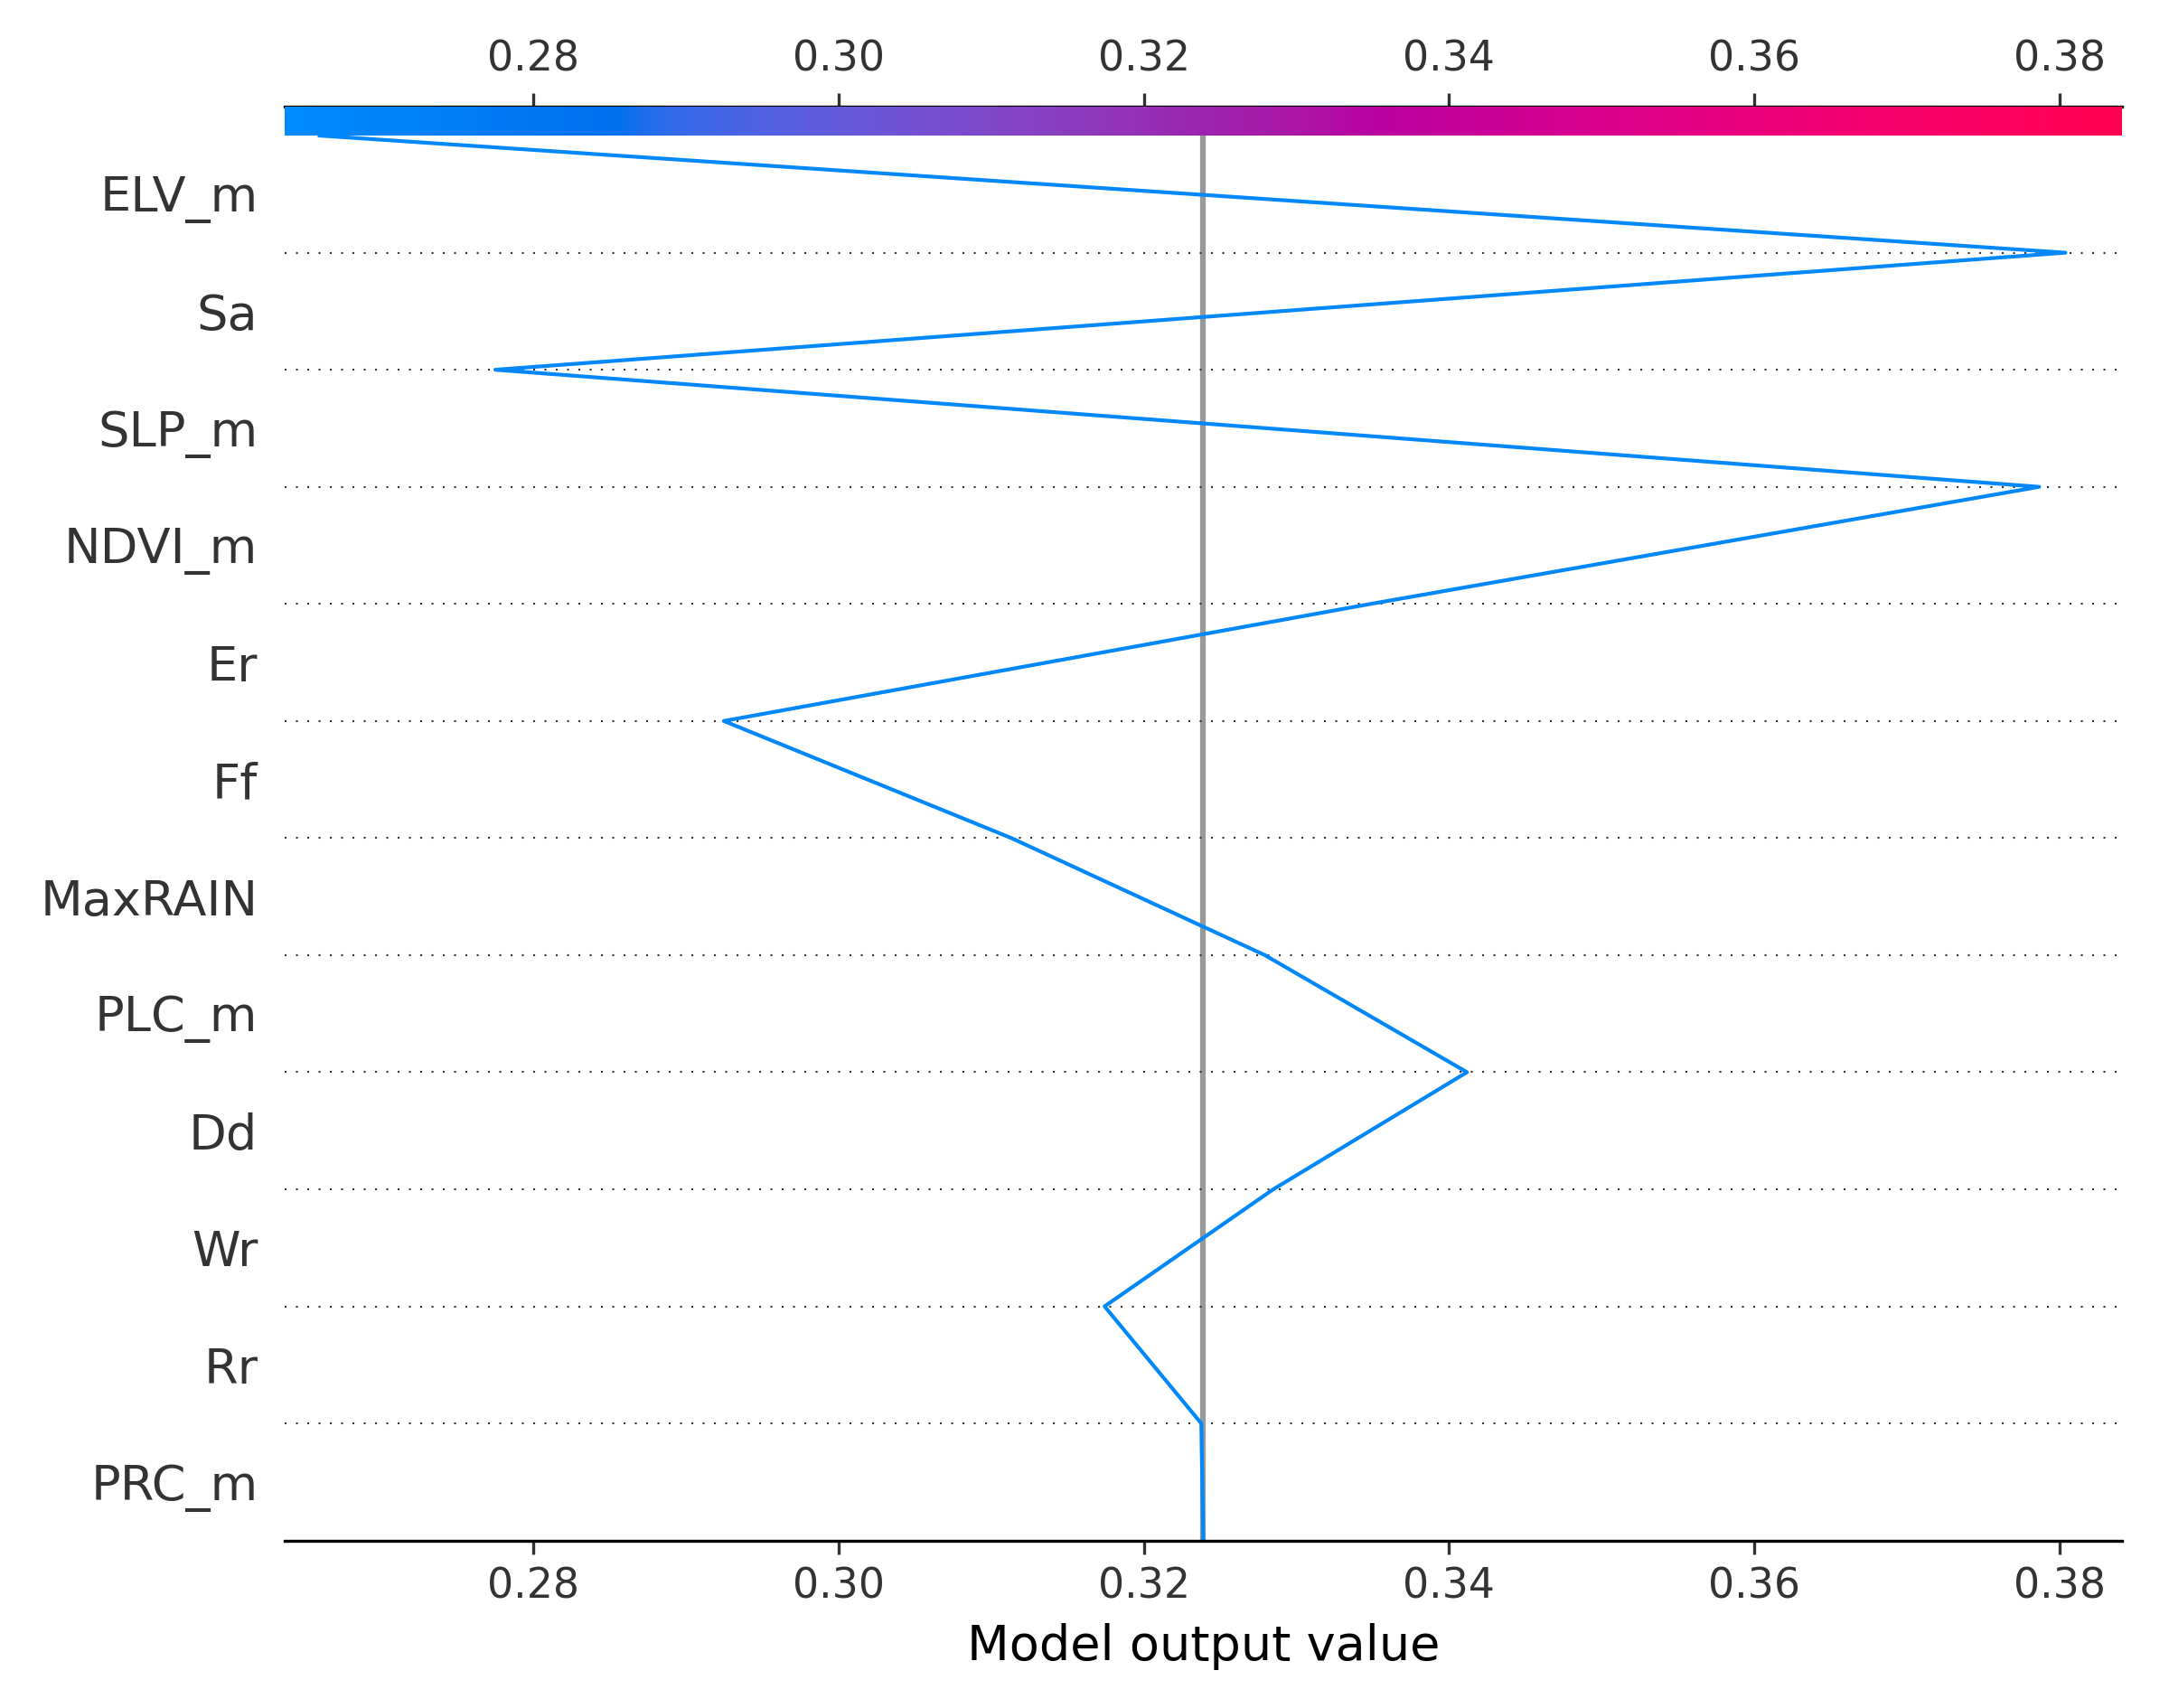 0.28 0.30 0.32 0.34 0.36 0.38
ELV_m
Sa
SLP_m
NDVI_m
Er
Ff
MaxRAIN
PLC_m
Dd
Wr
Rr
PRC_m
0.28 0.30 0.32 0.34 0.36 0.38
Model output value